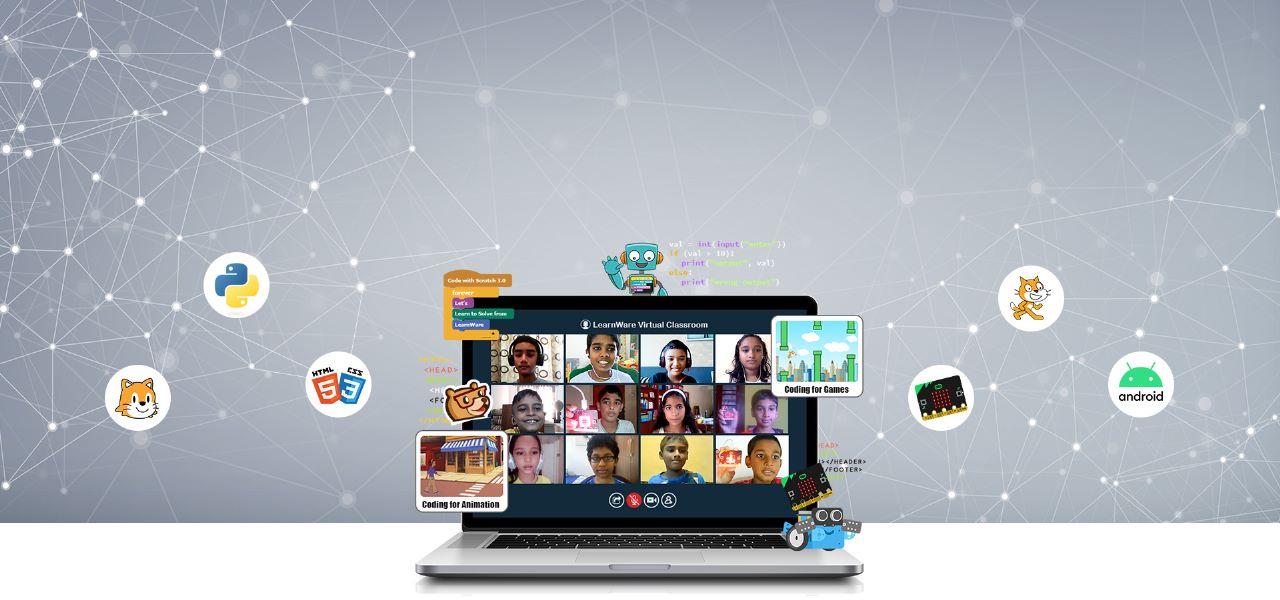 val = int(input("enter"))
if (val > 10):
print("output", val)
else:
print("wrong output")
Code with Scratch 3.0
forever
Let's
Learn to Solve from
LearnWare
LearnWare Virtual Classroom
Coding for Games
<HEAD>
HTML
CSS
android
</HEADER>
</FOOTER>
Coding for Animation